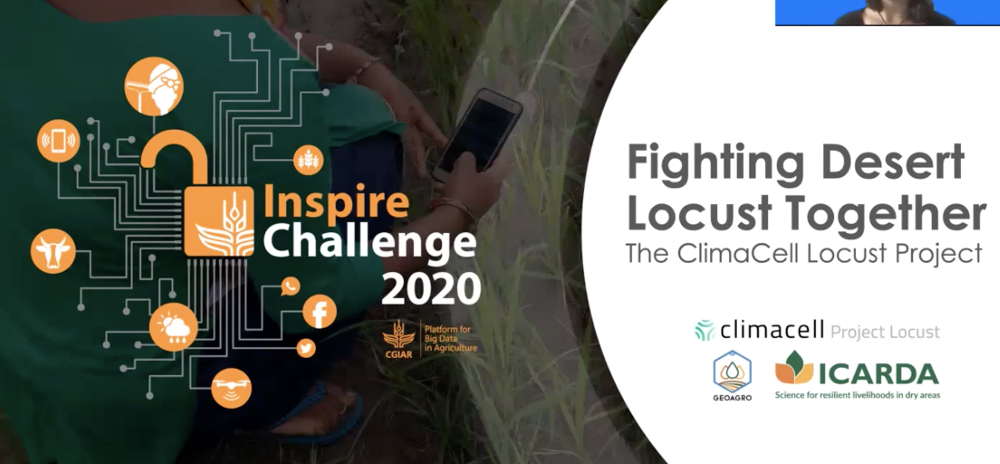 Inspire
Challenge
2020
CGIAR
Platform for
Big Data
in Agriculture
Fighting Desert
Locust Together
The ClimaCell Locust Project
climacell Project Locust
GEOAGRO
ICARDA
Science for resilient livelihoods in dry areas